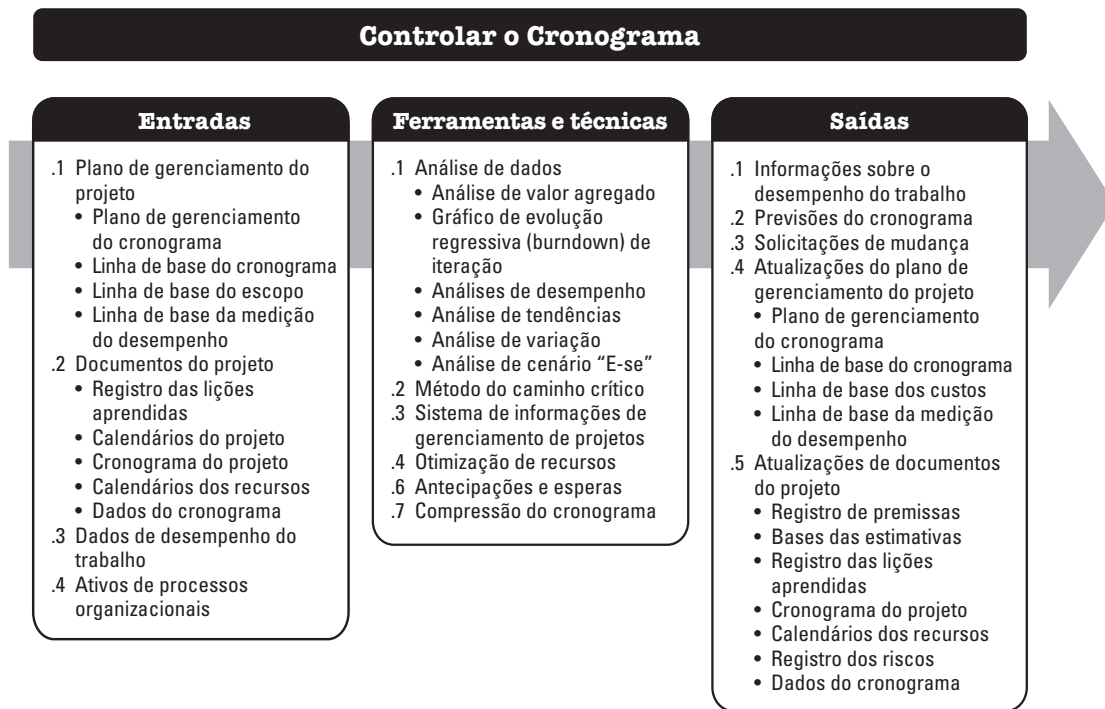 Controlar o Cronograma
Entradas
.1 Plano de gerenciamento do
projeto
• Plano de gerenciamento
do cronograma
• Linha de base do cronograma
• Linha de base do escopo
• Linha de base da medição
do desempenho
.2 Documentos do projeto
• Registro das lições
aprendidas
• Calendários do projeto
• Cronograma do projeto
• Calendários dos recursos
• Dados do cronograma
.3 Dados de desempenho do
trabalho
.4 Ativos de processos
organizacionais
Ferramentas e técnicas
.1 Análise de dados
• Análise de valor agregado
• Gráfico de evolução
regressiva (burndown) de
iteração
• Análises de desempenho
• Análise de tendências
• Análise de variação
• Análise de cenário “E-se”
.2 Método do caminho crítico
.3 Sistema de informações de
gerenciamento de projetos
.4 Otimização de recursos
.6 Antecipações e esperas
.7 Compressão do cronograma
Saídas
.1 Informações sobre o
desempenho do trabalho
.2 Previsões do cronograma
.3 Solicitações de mudança
.4 Atualizações do plano de
gerenciamento do projeto
• Plano de gerenciamento
do cronograma
• Linha de base do cronograma
• Linha de base dos custos
• Linha de base da medição
do desempenho
.5 Atualizações de documentos
do projeto
• Registro de premissas
• Bases das estimativas
• Registro das lições
aprendidas
• Cronograma do projeto
• Calendários dos recursos
• Registro dos riscos
• Dados do cronograma